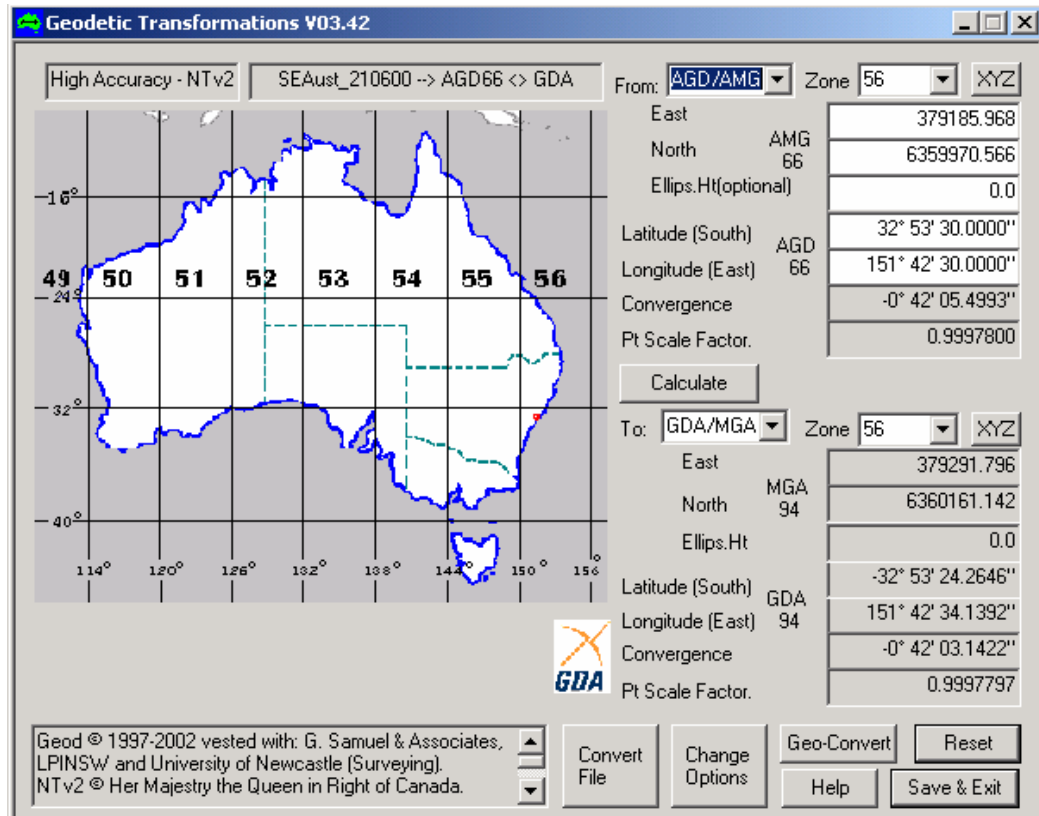 Geodetic Transformations V03.42
High Accuracy - NTv2
SEAust_210600 --> AGD66 <> GDA
From: AGD/AMG Zone 56 XYZ
East 379185.968
North AMG 66 6359970.566
Ellips.Ht(optional) 0.0
Latitude (South) AGD 66 32° 53' 30.0000"
Longitude (East) 151° 42' 30.0000"
Convergence -0° 42' 05.4993"
Pt Scale Factor. 0.9997800
Calculate
To: GDA/MGA Zone 56 XYZ
East 379291.796
North MGA 94 6360161.142
Ellips.Ht 0.0
Latitude (South) GDA 94 -32° 53' 24.2646"
Longitude (East) 151° 42' 34.1392"
Convergence -0° 42' 03.1422"
Pt Scale Factor. 0.9997797
-16°
49 50 51 52 53 54 55 56
-24°
-32°
-40°
114° 120° 126° 132° 138° 144° 150° 156°
GDA
Geod © 1997-2002 vested with: G. Samuel & Associates,
LPINSW and University of Newcastle (Surveying).
NTv2 © Her Majesty the Queen in Right of Canada.
Convert File
Change Options
Geo-Convert
Reset
Help
Save & Exit